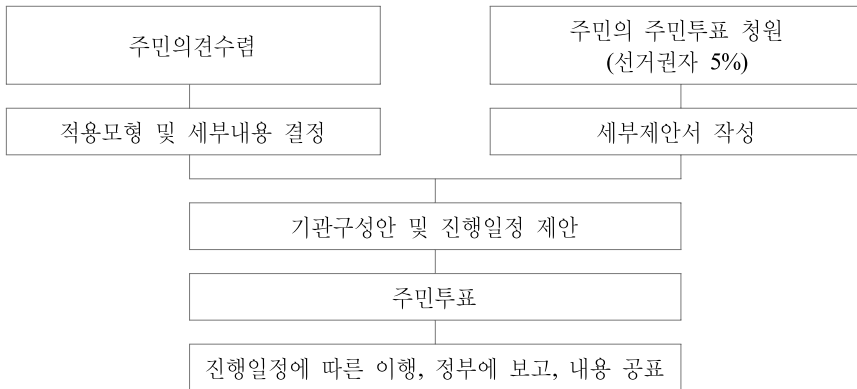 주민의견수렴
주민의 주민투표 청원
(선거권자 5%)
적용모형 및 세부내용 결정
세부제안서 작성
기관구성안 및 진행일정 제안
주민투표
진행일정에 따른 이행, 정부에 보고, 내용 공표